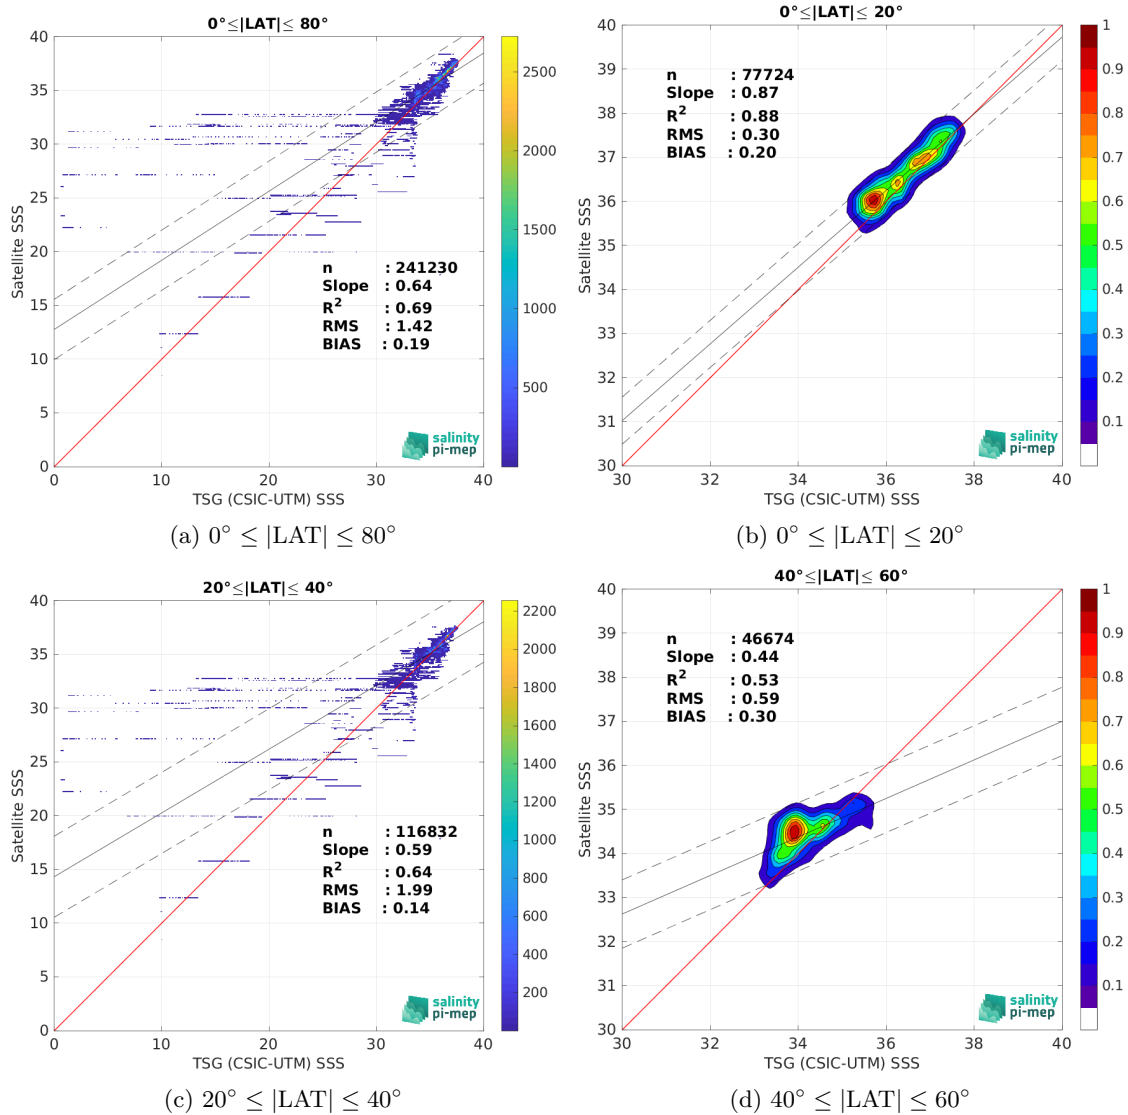 0°≤|LAT|≤ 80°
40
35
30
25
20
15
10
5
0
Satellite SSS
n : 241230
Slope : 0.64
R² : 0.69
RMS : 1.42
BIAS : 0.19
salinity
pi-mep
0 10 20 30 40
TSG (CSIC-UTM) SSS
2500
2000
1500
1000
500
(a) 0° ≤ |LAT| ≤ 80°
0°≤|LAT|≤ 20°
40
39
38
37
36
35
34
33
32
31
30
Satellite SSS
n : 77724
Slope : 0.87
R² : 0.88
RMS : 0.30
BIAS : 0.20
salinity
pi-mep
30 32 34 36 38 40
TSG (CSIC-UTM) SSS
1
0.9
0.8
0.7
0.6
0.5
0.4
0.3
0.2
0.1
(b) 0° ≤ |LAT| ≤ 20°
20°≤|LAT|≤ 40°
40
35
30
25
20
15
10
5
0
Satellite SSS
n : 116832
Slope : 0.59
R² : 0.64
RMS : 1.99
BIAS : 0.14
salinity
pi-mep
0 10 20 30 40
TSG (CSIC-UTM) SSS
2200
2000
1800
1600
1400
1200
1000
800
600
400
200
(c) 20° ≤ |LAT| ≤ 40°
40°≤|LAT|≤ 60°
40
39
38
37
36
35
34
33
32
31
30
Satellite SSS
n : 46674
Slope : 0.44
R² : 0.53
RMS : 0.59
BIAS : 0.30
salinity
pi-mep
30 32 34 36 38 40
TSG (CSIC-UTM) SSS
1
0.9
0.8
0.7
0.6
0.5
0.4
0.3
0.2
0.1
(d) 40° ≤ |LAT| ≤ 60°